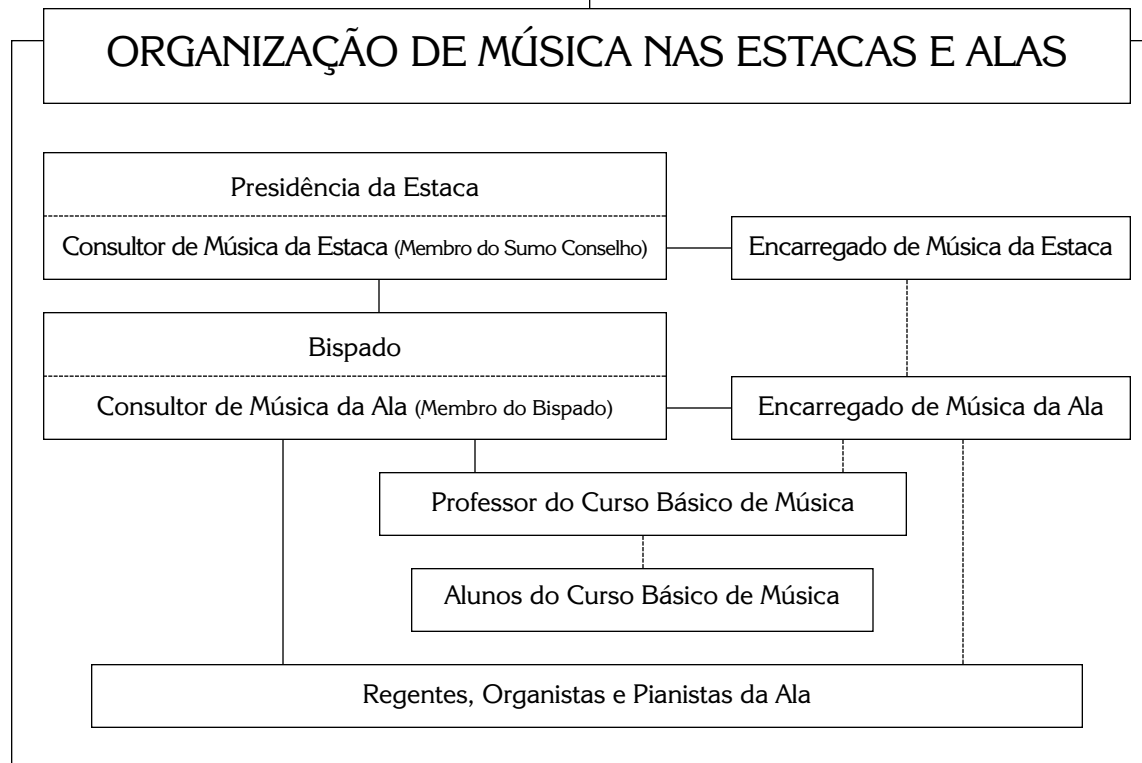 ORGANIZAÇÃO DE MÚSICA NAS ESTACAS E ALAS
Presidência da Estaca
Consultor de Música da Estaca (Membro do Sumo Conselho)
Encarregado de Música da Estaca
Bispado
Consultor de Música da Ala (Membro do Bispado)
Encarregado de Música da Ala
Professor do Curso Básico de Música
Alunos do Curso Básico de Música
Regentes, Organistas e Pianistas da Ala